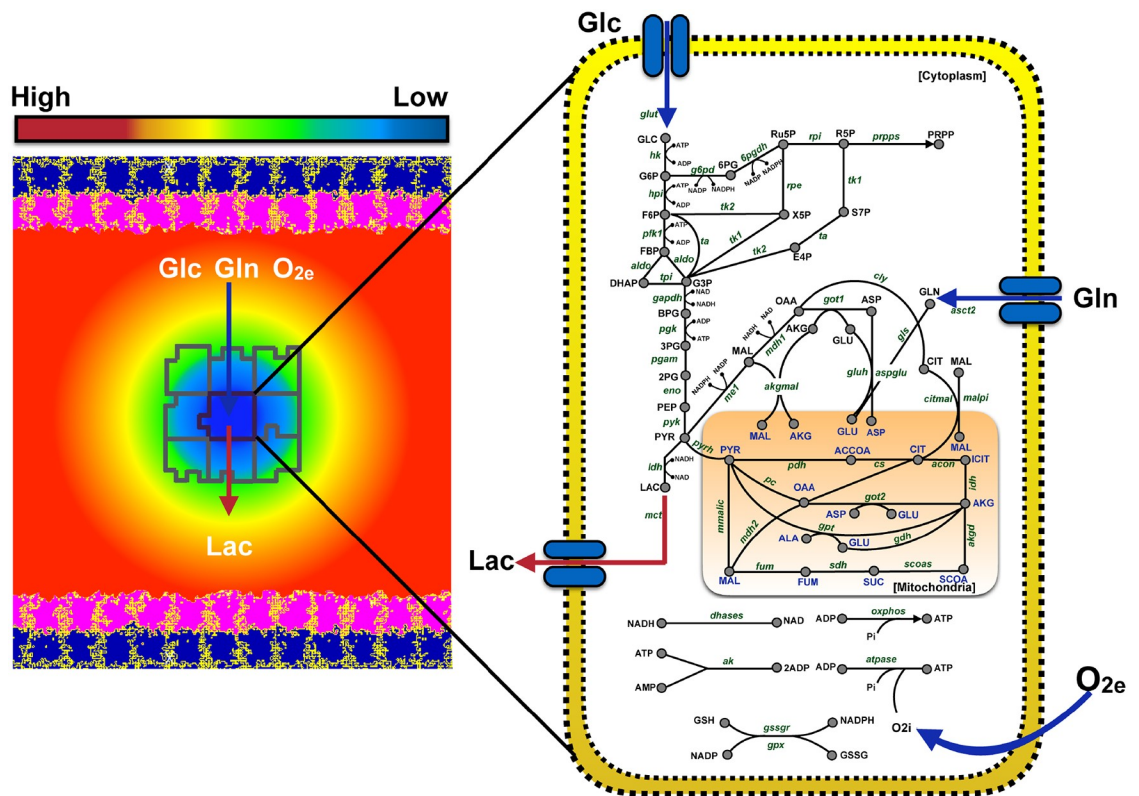 High
Low
Glc Gln O2e
Lac
Glc
[Cytoplasm]
glut
GLC
ATP
hk
ADP
G6P
g6pd
NADP
NADPH
6PG
6pgdh
NADP
NADPH
Ru5P
rpi
R5P
prpps
PRPP
ATP
hpi
ADP
rpe
tk1
F6P
tk2
X5P
S7P
ATP
pfk1
ADP
ta
tk1
tk2
ta
E4P
FBP
aldo
aldo
DHAP
tpi
G3P
NAD
gapdh
NADH
BPG
ADP
pgk
ATP
3PG
pgam
2PG
eno
PEP
pyk
PYR
pyrh
NADH
idh
NAD
LAC
mct
Lac
cly
OAA
got1
ASP
GLN
asct2
Gln
NAD
NADH
mdh1
AKG
GLU
gls
MAL
NADP
NADPH
me1
akgmal
gluh
aspglu
CIT
MAL
citmal
malpi
MAL
AKG
GLU
ASP
MAL
PYR
pdh
ACCOA
cs
CIT
acon
ICIT
pc
OAA
idh
got2
ASP
GLU
AKG
mmalic
mdh2
ALA
gpt
GLU
gdh
akgd
MAL
fum
FUM
sdh
SUC
scoas
SCOA
[Mitochondria]
NADH
dhases
NAD
ADP
oxphos
ATP
Pi
ATP
AMP
ak
2ADP
ADP
atpase
ATP
Pi
O2i
O2e
GSH
NADP
gssgr
gpx
NADPH
GSSG